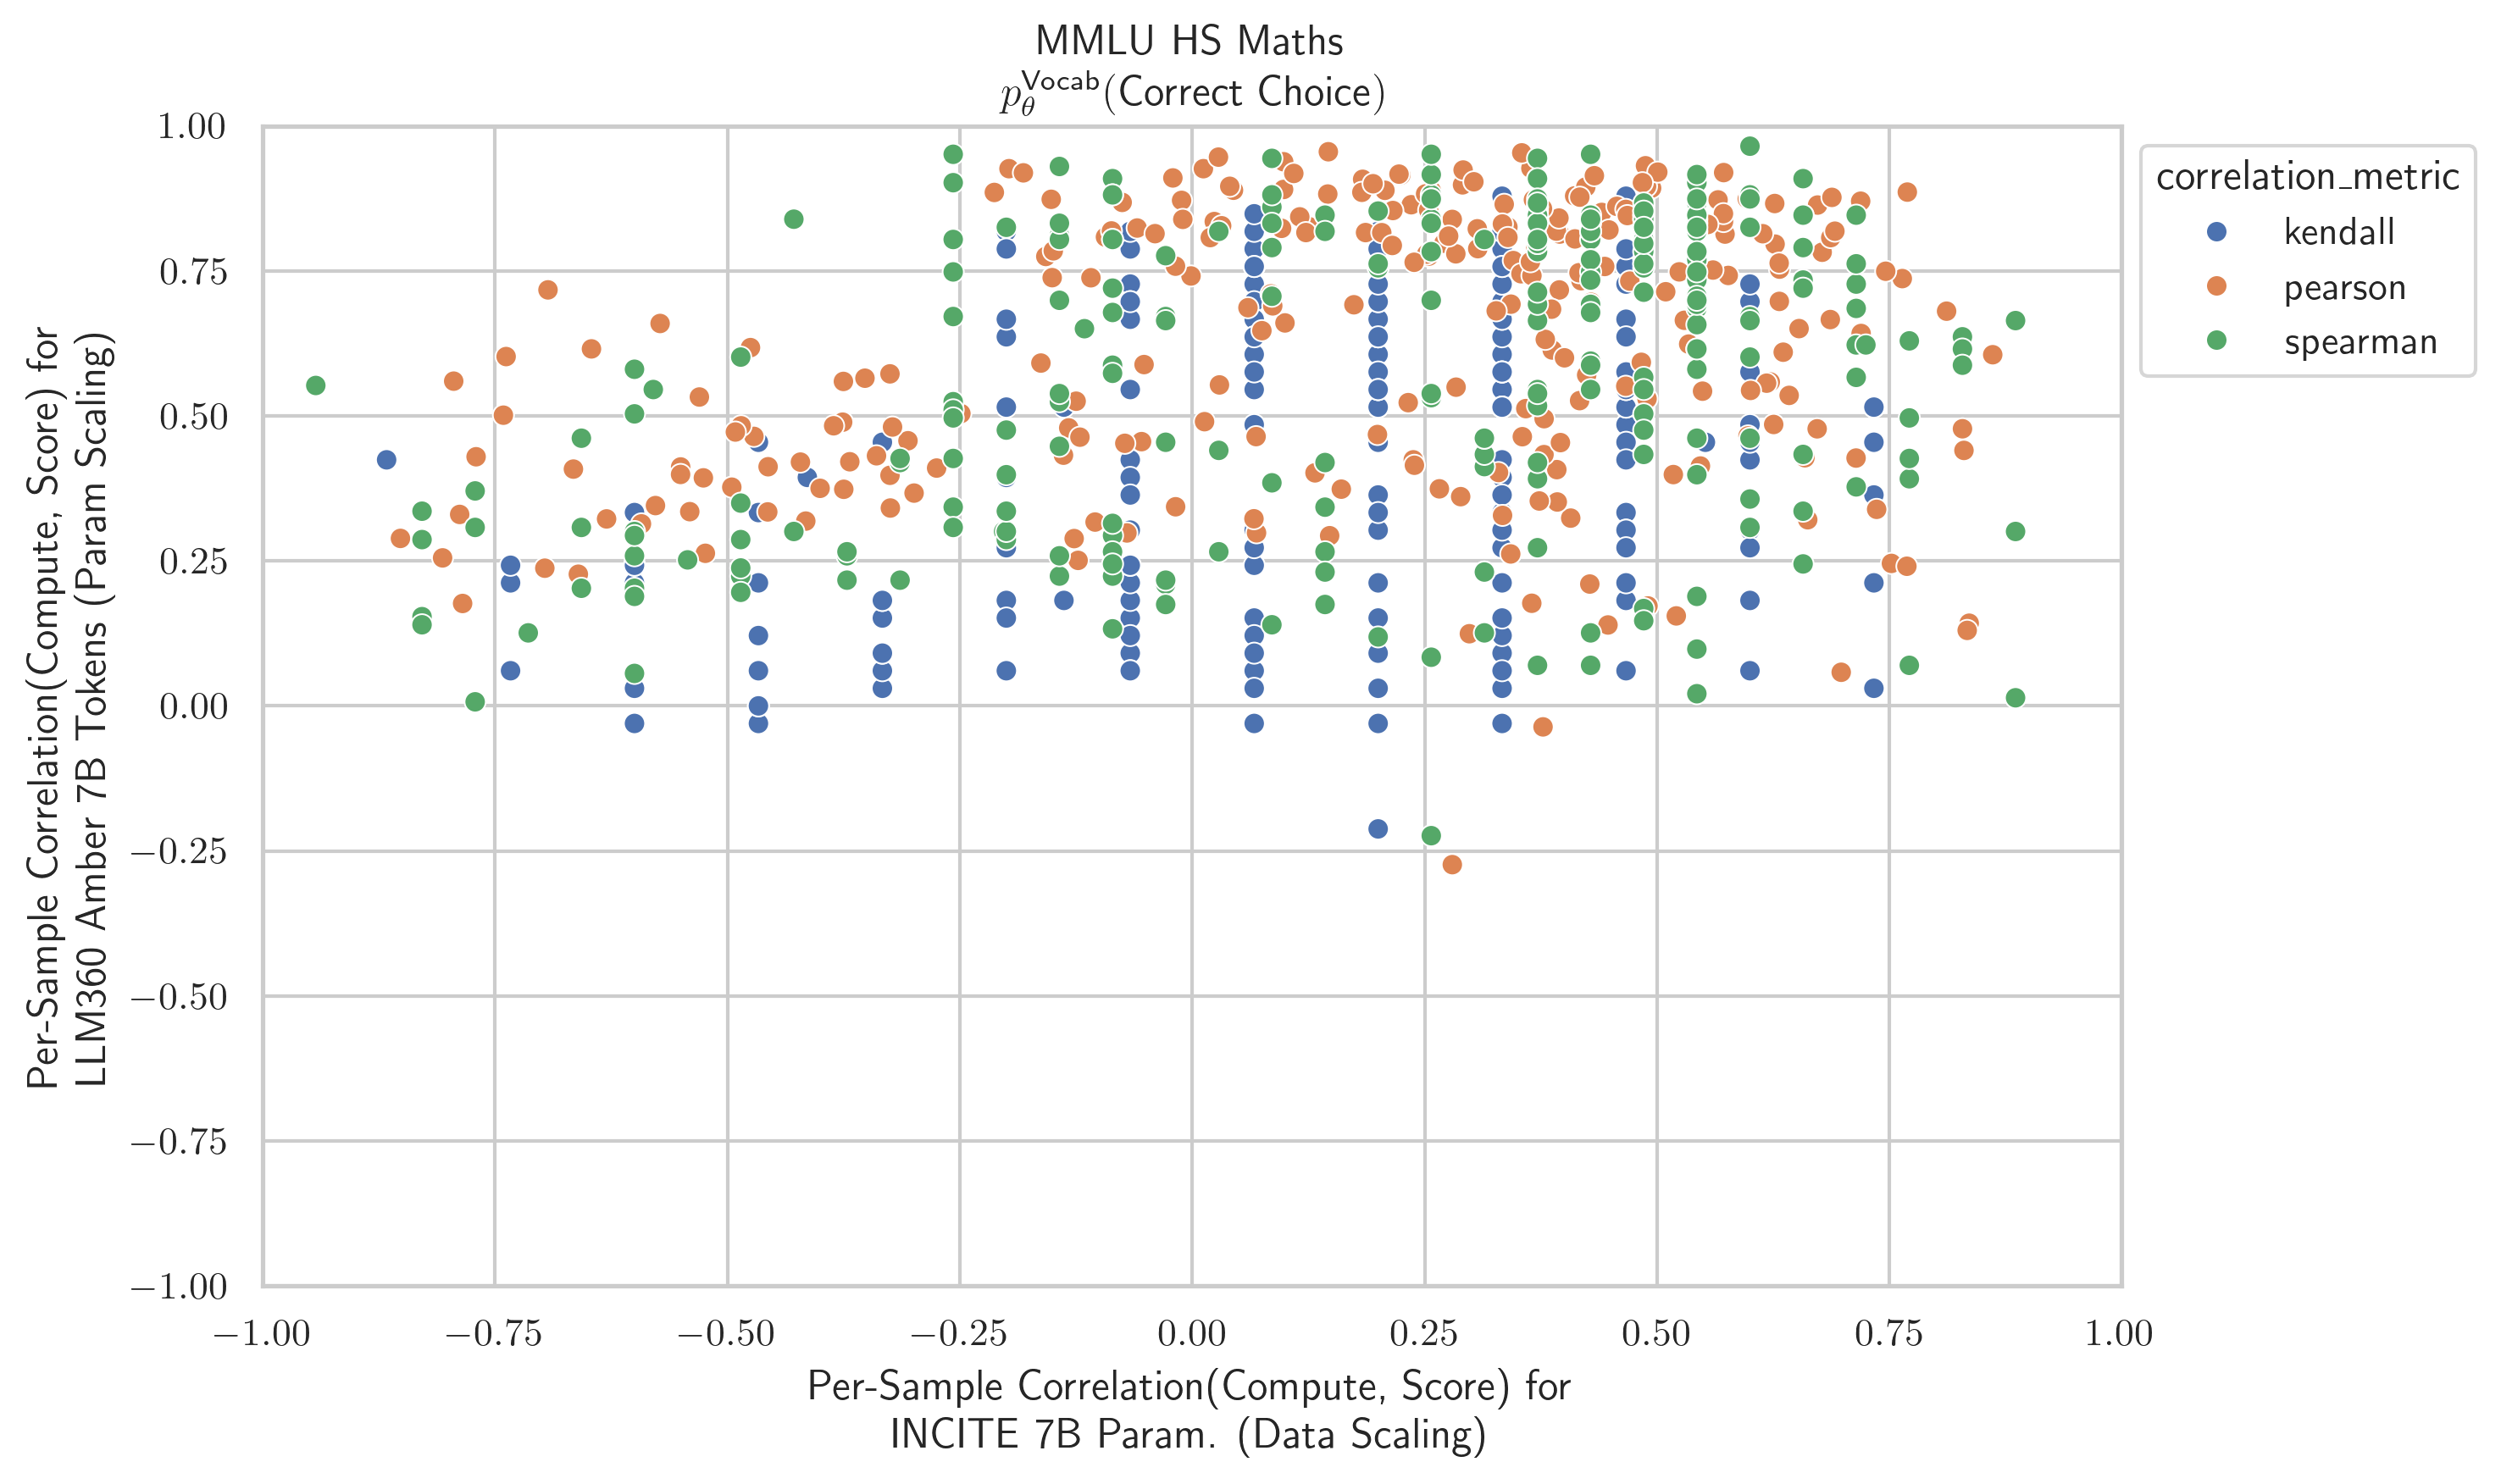 MMLU HS Maths
p_θ^Vocab(Correct Choice)
1.00
0.75
0.50
0.25
0.00
−0.25
−0.50
−0.75
−1.00
Per-Sample Correlation(Compute, Score) for
LLM360 Amber 7B Tokens (Param Scaling)
−1.00 −0.75 −0.50 −0.25 0.00 0.25 0.50 0.75 1.00
Per-Sample Correlation(Compute, Score) for
INCITE 7B Param. (Data Scaling)
correlation_metric
kendall
pearson
spearman